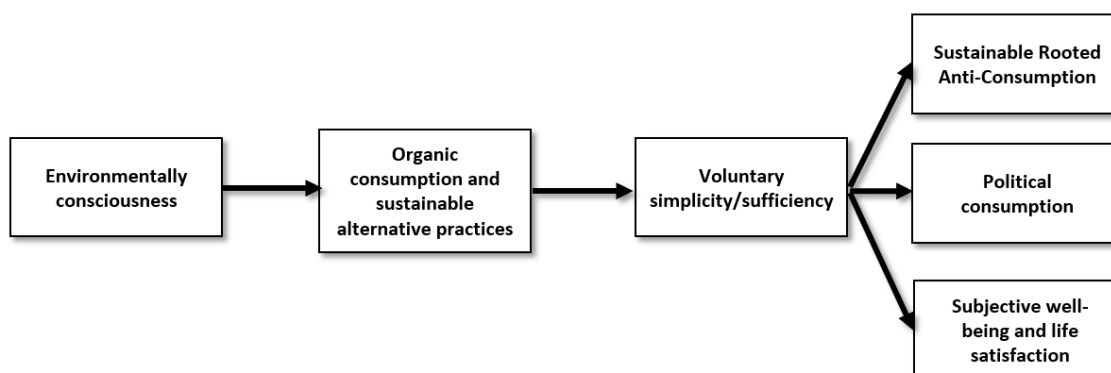 Environmentally
consciousness
Organic
consumption and
sustainable
alternative practices
Voluntary
simplicity/sufficiency
Sustainable Rooted
Anti-Consumption
Political
consumption
Subjective well-
being and life
satisfaction